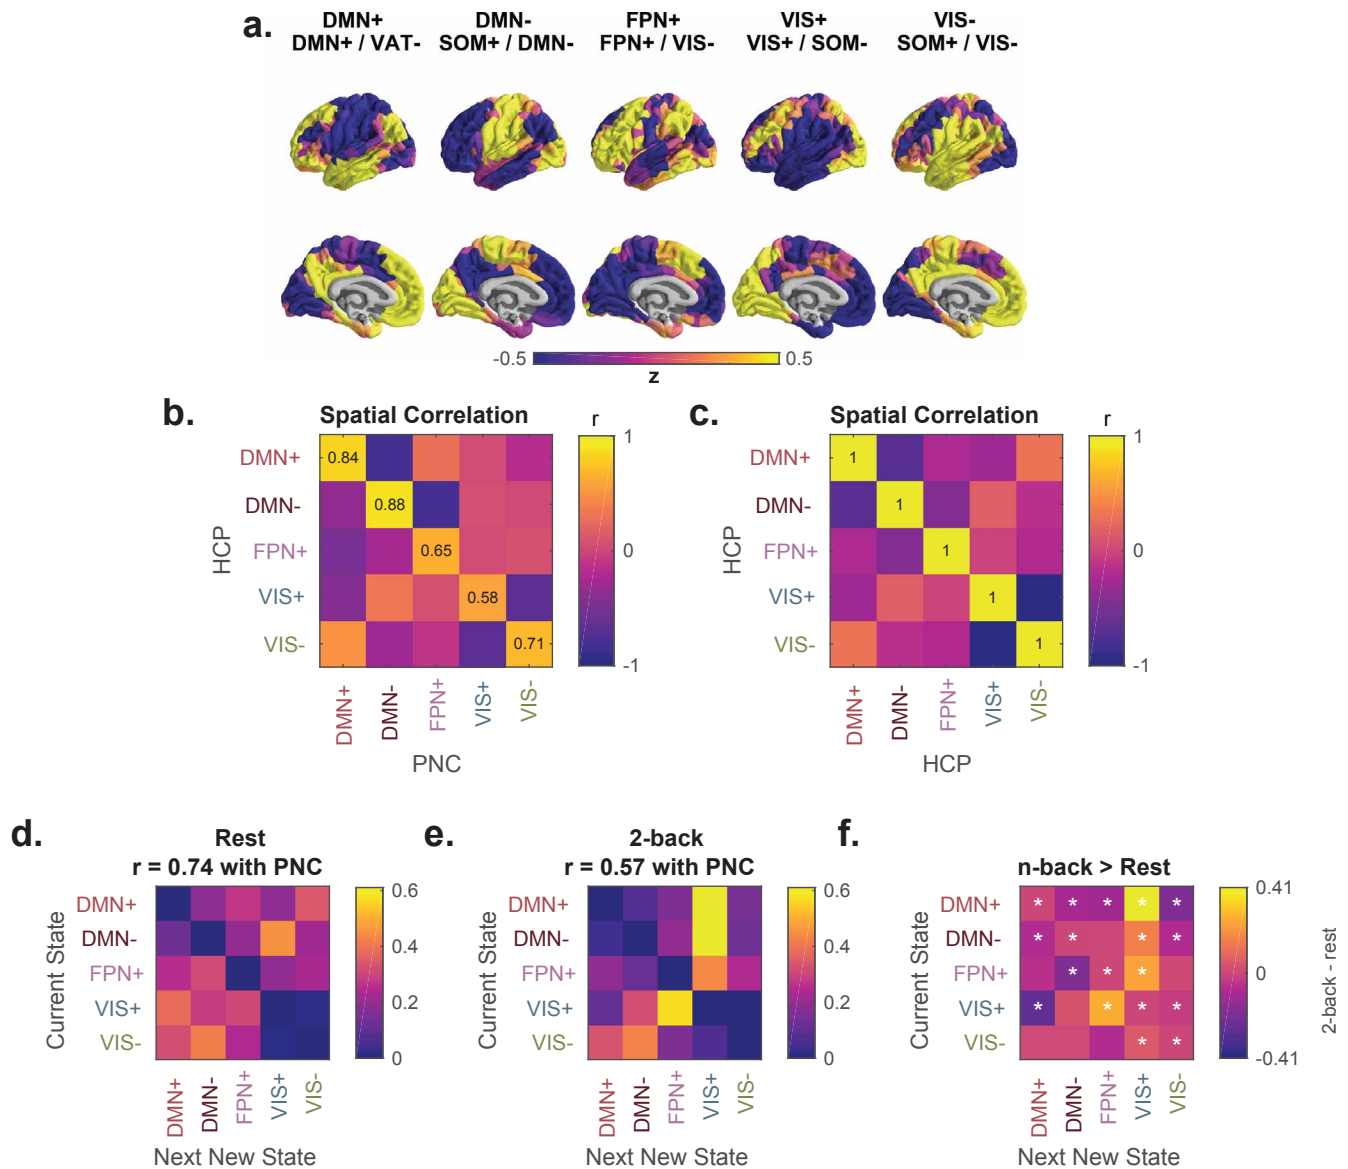 a.
DMN+ DMN- FPN+ VIS+ VIS-
DMN+ / VAT- SOM+ / DMN- FPN+ / VIS- VIS+ / SOM- SOM+ / VIS-
-0.5 0.5
z
b.
Spatial Correlation
r
HCP
DMN+ 0.84
DMN- 0.88
FPN+ 0.65
VIS+ 0.58
VIS- 0.71
1
0
-1
DMN+ DMN- FPN+ VIS+ VIS-
PNC
c.
Spatial Correlation
r
HCP
DMN+ 1
DMN- 1
FPN+ 1
VIS+ 1
VIS- 1
1
0
-1
DMN+ DMN- FPN+ VIS+ VIS-
HCP
d.
Rest
r = 0.74 with PNC
Current State
DMN+
DMN-
FPN+
VIS+
VIS-
0.6
0.4
0.2
0
DMN+ DMN- FPN+ VIS+ VIS-
Next New State
e.
2-back
r = 0.57 with PNC
Current State
DMN+
DMN-
FPN+
VIS+
VIS-
0.6
0.4
0.2
0
DMN+ DMN- FPN+ VIS+ VIS-
Next New State
f.
n-back > Rest
Current State
DMN+ * * * * *
DMN- * * * *
FPN+ * * *
VIS+ * * * *
VIS- * *
0.41
0
-0.41
2-back - rest
DMN+ DMN- FPN+ VIS+ VIS-
Next New State